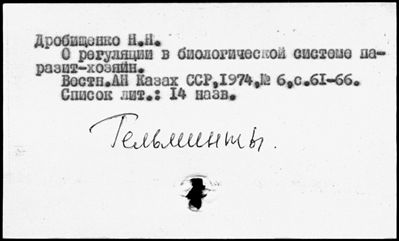 Дробищенко Н.Н.
О регуляции в биологической системе па-
разит-хозяин.
Вестн.АН Казах ССР,1974,№ 6,с.61-66.
Список лит.: 14 назв.
Гельминты.